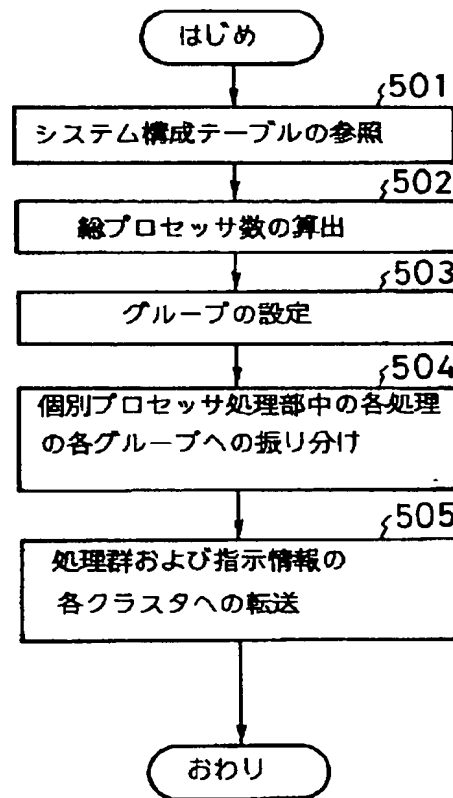 はじめ
501
システム構成テーブルの参照
502
総プロセッサ数の算出
503
グループの設定
504
個別プロセッサ処理部中の各処理
の各グループへの振り分け
505
処理群および指示情報の
各クラスタへの転送
おわり